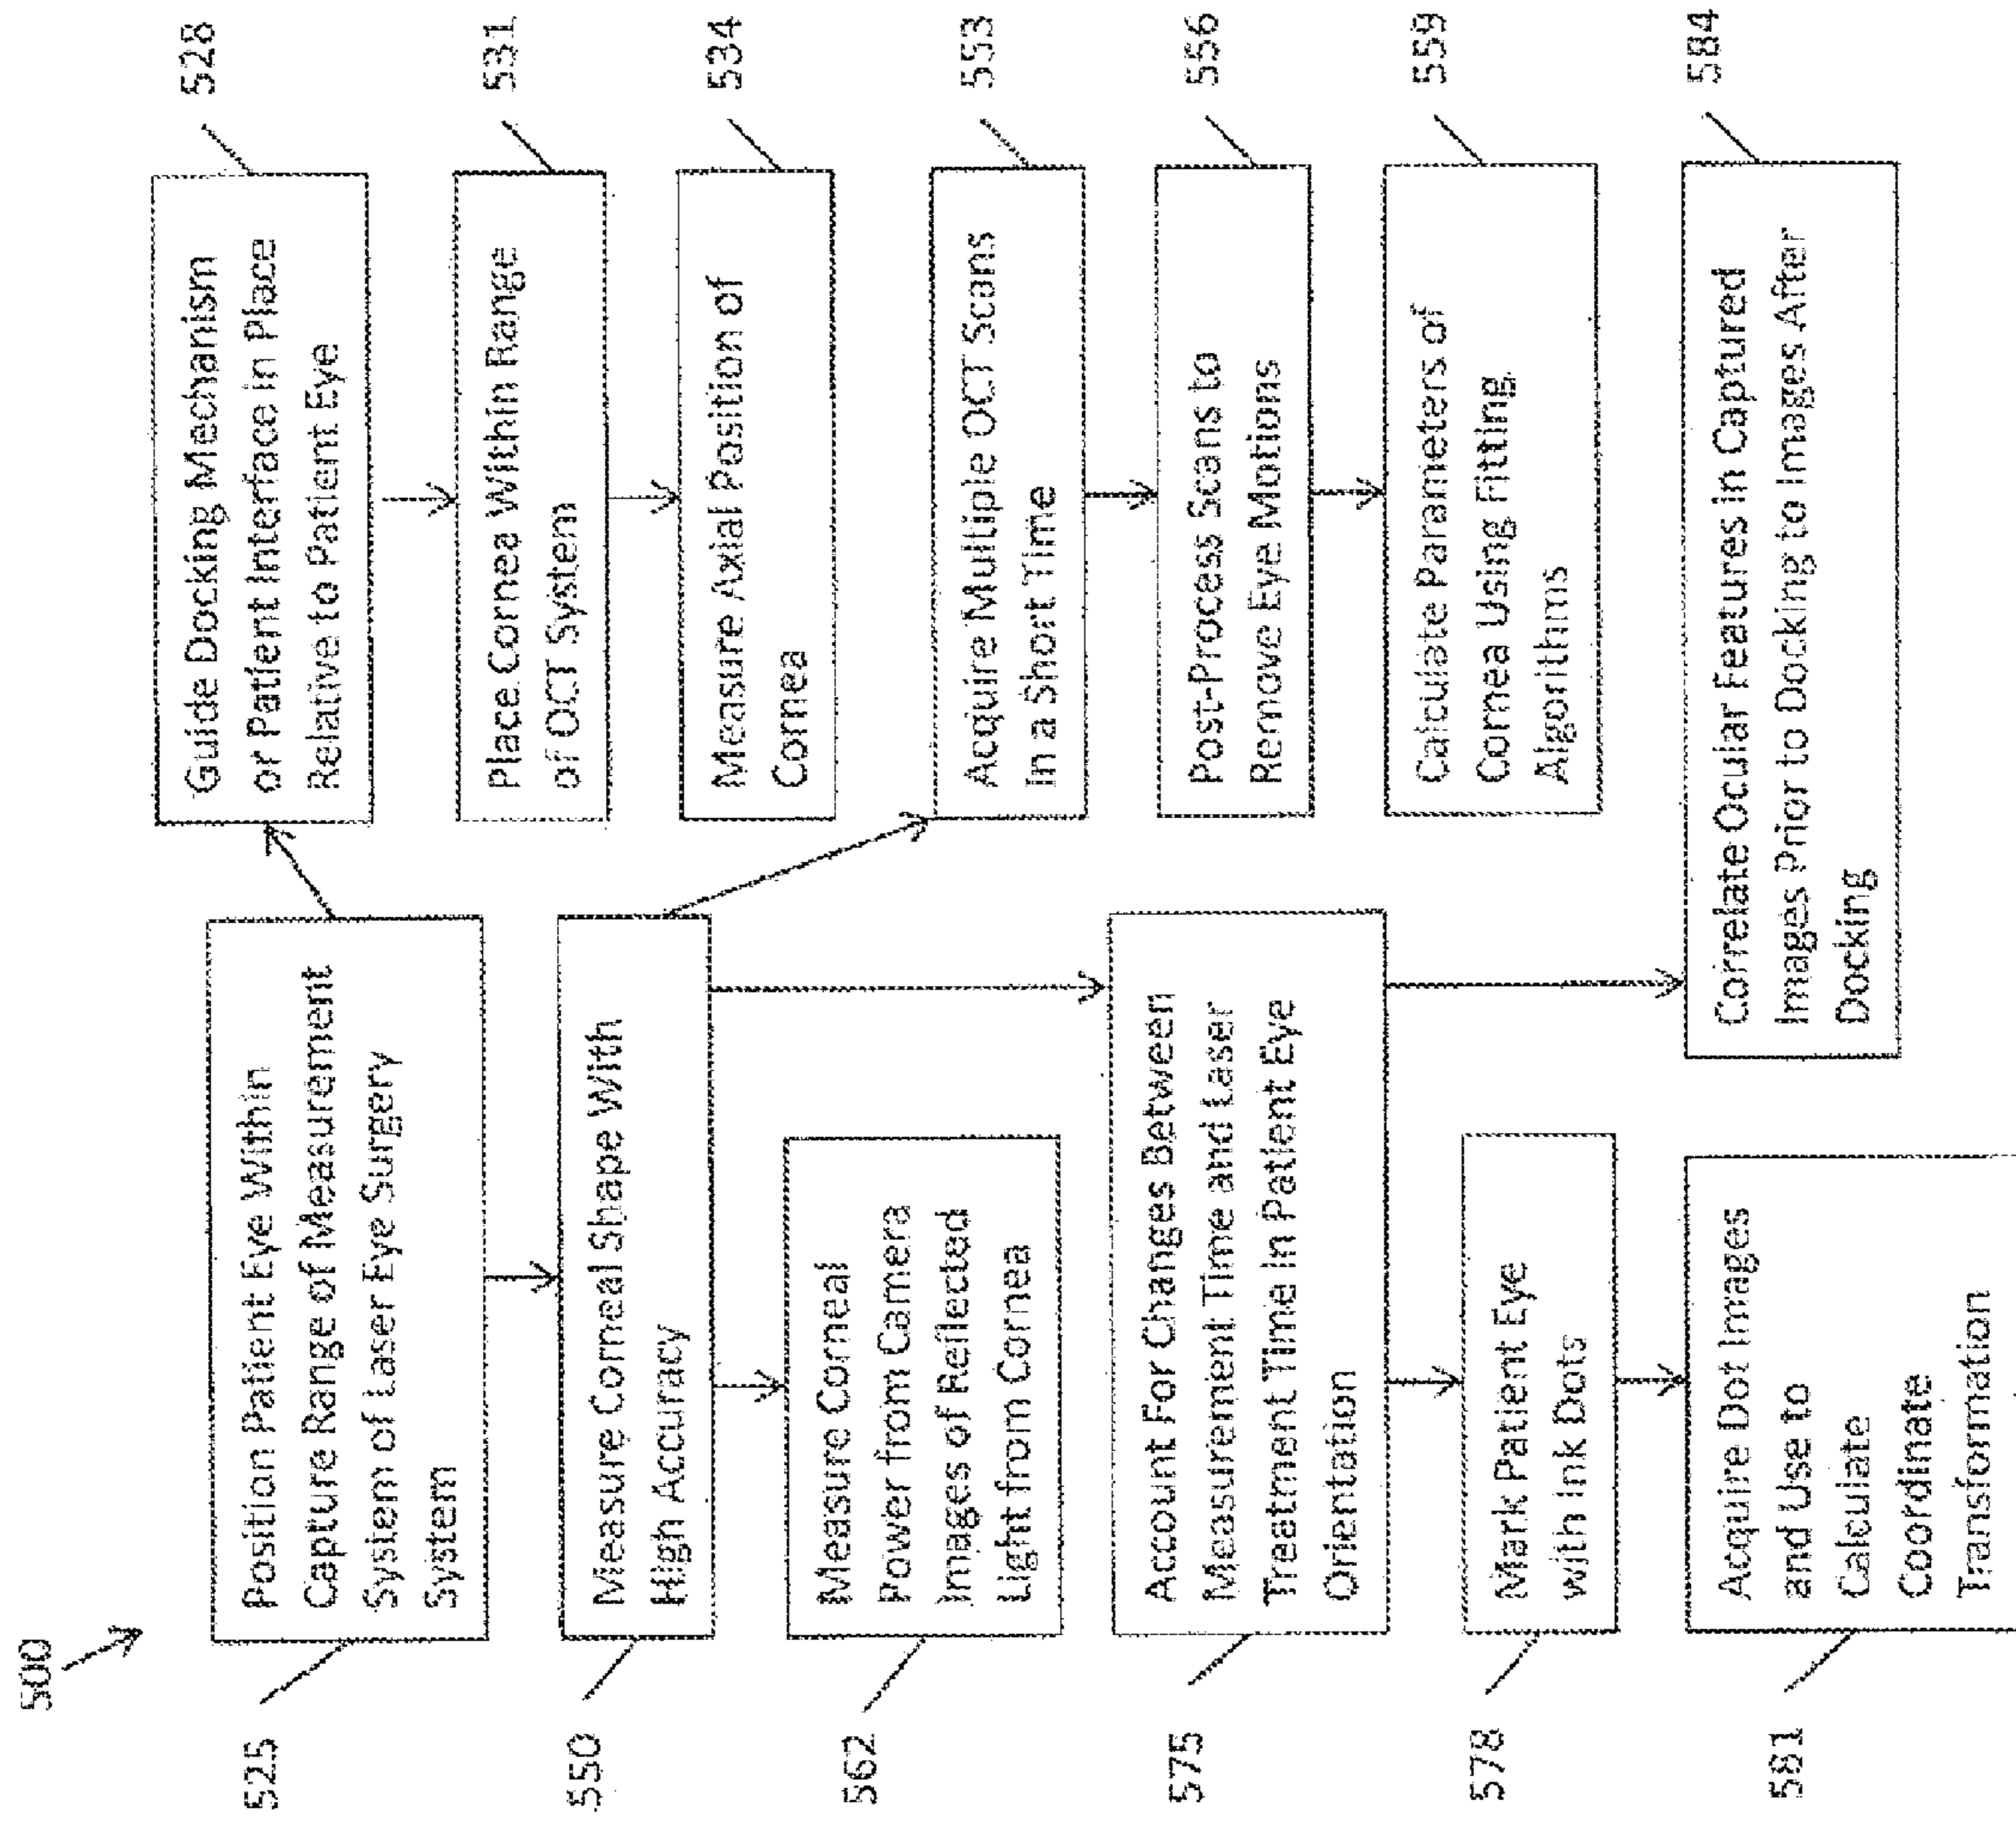 500
525
Position Patient Eye Within
Capture Range of Measurement
System of Laser Eye Surgery
System
528
Guide Docking Mechanism
or Patient Interface in Place
Relative to Patient Eye
531
Place Cornea Within Range
of OCT System
534
Measure Axial Position of
Cornea
550
Measure Corneal Shape With
High Accuracy
553
Acquire Multiple OCT Scans
In a Short Time
556
Post-Process Scans to
Remove Eye Motions
559
Calculate Parameters of
Cornea Using Fitting
Algorithms
562
Measure Corneal
Power from Camera
Images of Reflected
Light from Cornea
575
Account For Changes Between
Measurement Time and Laser
Treatment Time In Patient Eye
Orientation
578
Mark Patient Eye
with Ink Dots
581
Acquire Dot Images
and Use to
Calculate
Coordinate
Transformation
584
Correlate Ocular Features in Captured
Images Prior to Docking to Images After
Docking